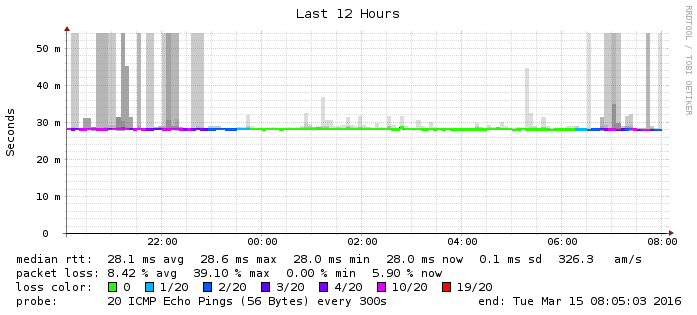 Last 12 Hours
RRDTOOL / TOBI OETIKER
Seconds
50 m
40 m
30 m
20 m
10 m
0
22:00 00:00 02:00 04:00 06:00 08:00
median rtt: 28.1 ms avg 28.6 ms max 28.0 ms min 28.0 ms now 0.1 ms sd 326.3 am/s
packet loss: 8.42 % avg 39.10 % max 0.00 % min 5.90 % now
loss color: 0 1/20 2/20 3/20 4/20 10/20 19/20
probe: 20 ICMP Echo Pings (56 Bytes) every 300s end: Tue Mar 15 08:05:03 2016